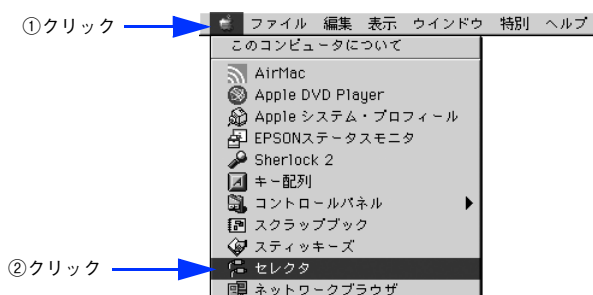 ①クリック
ファイル 編集 表示 ウインドウ 特別 ヘルプ
このコンピュータについて
AirMac
Apple DVD Player
Apple システム・プロフィール
EPSONステータスモニタ
Sherlock 2
キー配列
コントロールパネル
スクラップブック
スティッキーズ
②クリック
セレクタ
ネットワークブラウザ